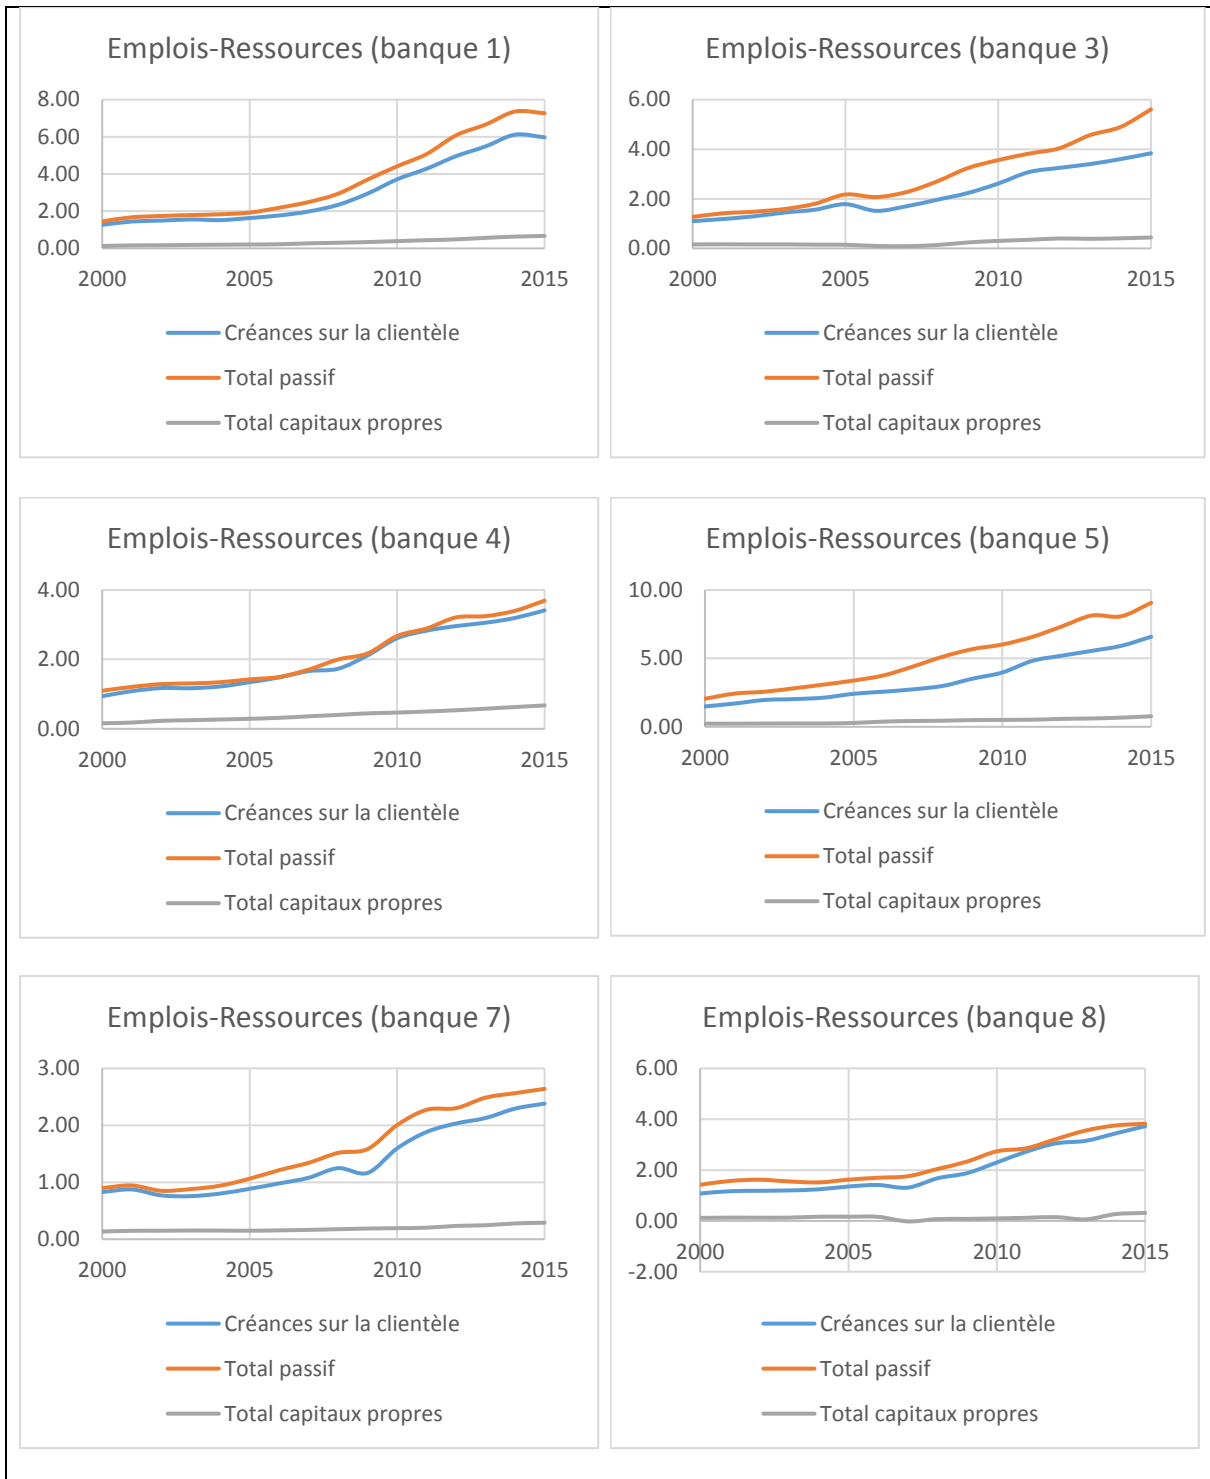 Emplois-Ressources (banque 1)
8.00
6.00
4.00
2.00
0.00
2000 2005 2010 2015
Créances sur la clientèle
Total passif
Total capitaux propres
Emplois-Ressources (banque 3)
6.00
4.00
2.00
0.00
2000 2005 2010 2015
Créances sur la clientèle
Total passif
Total capitaux propres
Emplois-Ressources (banque 4)
4.00
2.00
0.00
2000 2005 2010 2015
Créances sur la clientèle
Total passif
Total capitaux propres
Emplois-Ressources (banque 5)
10.00
5.00
0.00
2000 2005 2010 2015
Créances sur la clientèle
Total passif
Total capitaux propres
Emplois-Ressources (banque 7)
3.00
2.00
1.00
0.00
2000 2005 2010 2015
Créances sur la clientèle
Total passif
Total capitaux propres
Emplois-Ressources (banque 8)
6.00
4.00
2.00
0.00
-2.00
2000 2005 2010 2015
Créances sur la clientèle
Total passif
Total capitaux propres